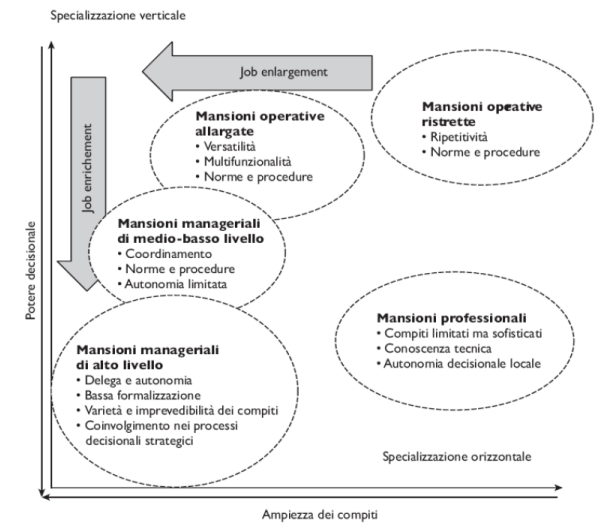 Specializzazione verticale
Job enlargement
Job enrichment
Mansioni operative
allargate
• Versatilità
• Multifunzionalità
• Norme e procedure
Mansioni operative
ristrette
• Ripetitività
• Norme e procedure
Mansioni manageriali
di medio-basso livello
• Coordinamento
• Norme e procedure
• Autonomia limitata
Potere decisionale
Mansioni professionali
• Compiti limitati ma sofisticati
• Conoscenza tecnica
• Autonomia decisionale locale
Mansioni manageriali
di alto livello
• Delega e autonomia
• Bassa formalizzazione
• Varietà e imprevedibilità dei compiti
• Coinvolgimento nei processi
decisionali strategici
Specializzazione orizzontale
Ampiezza dei compiti